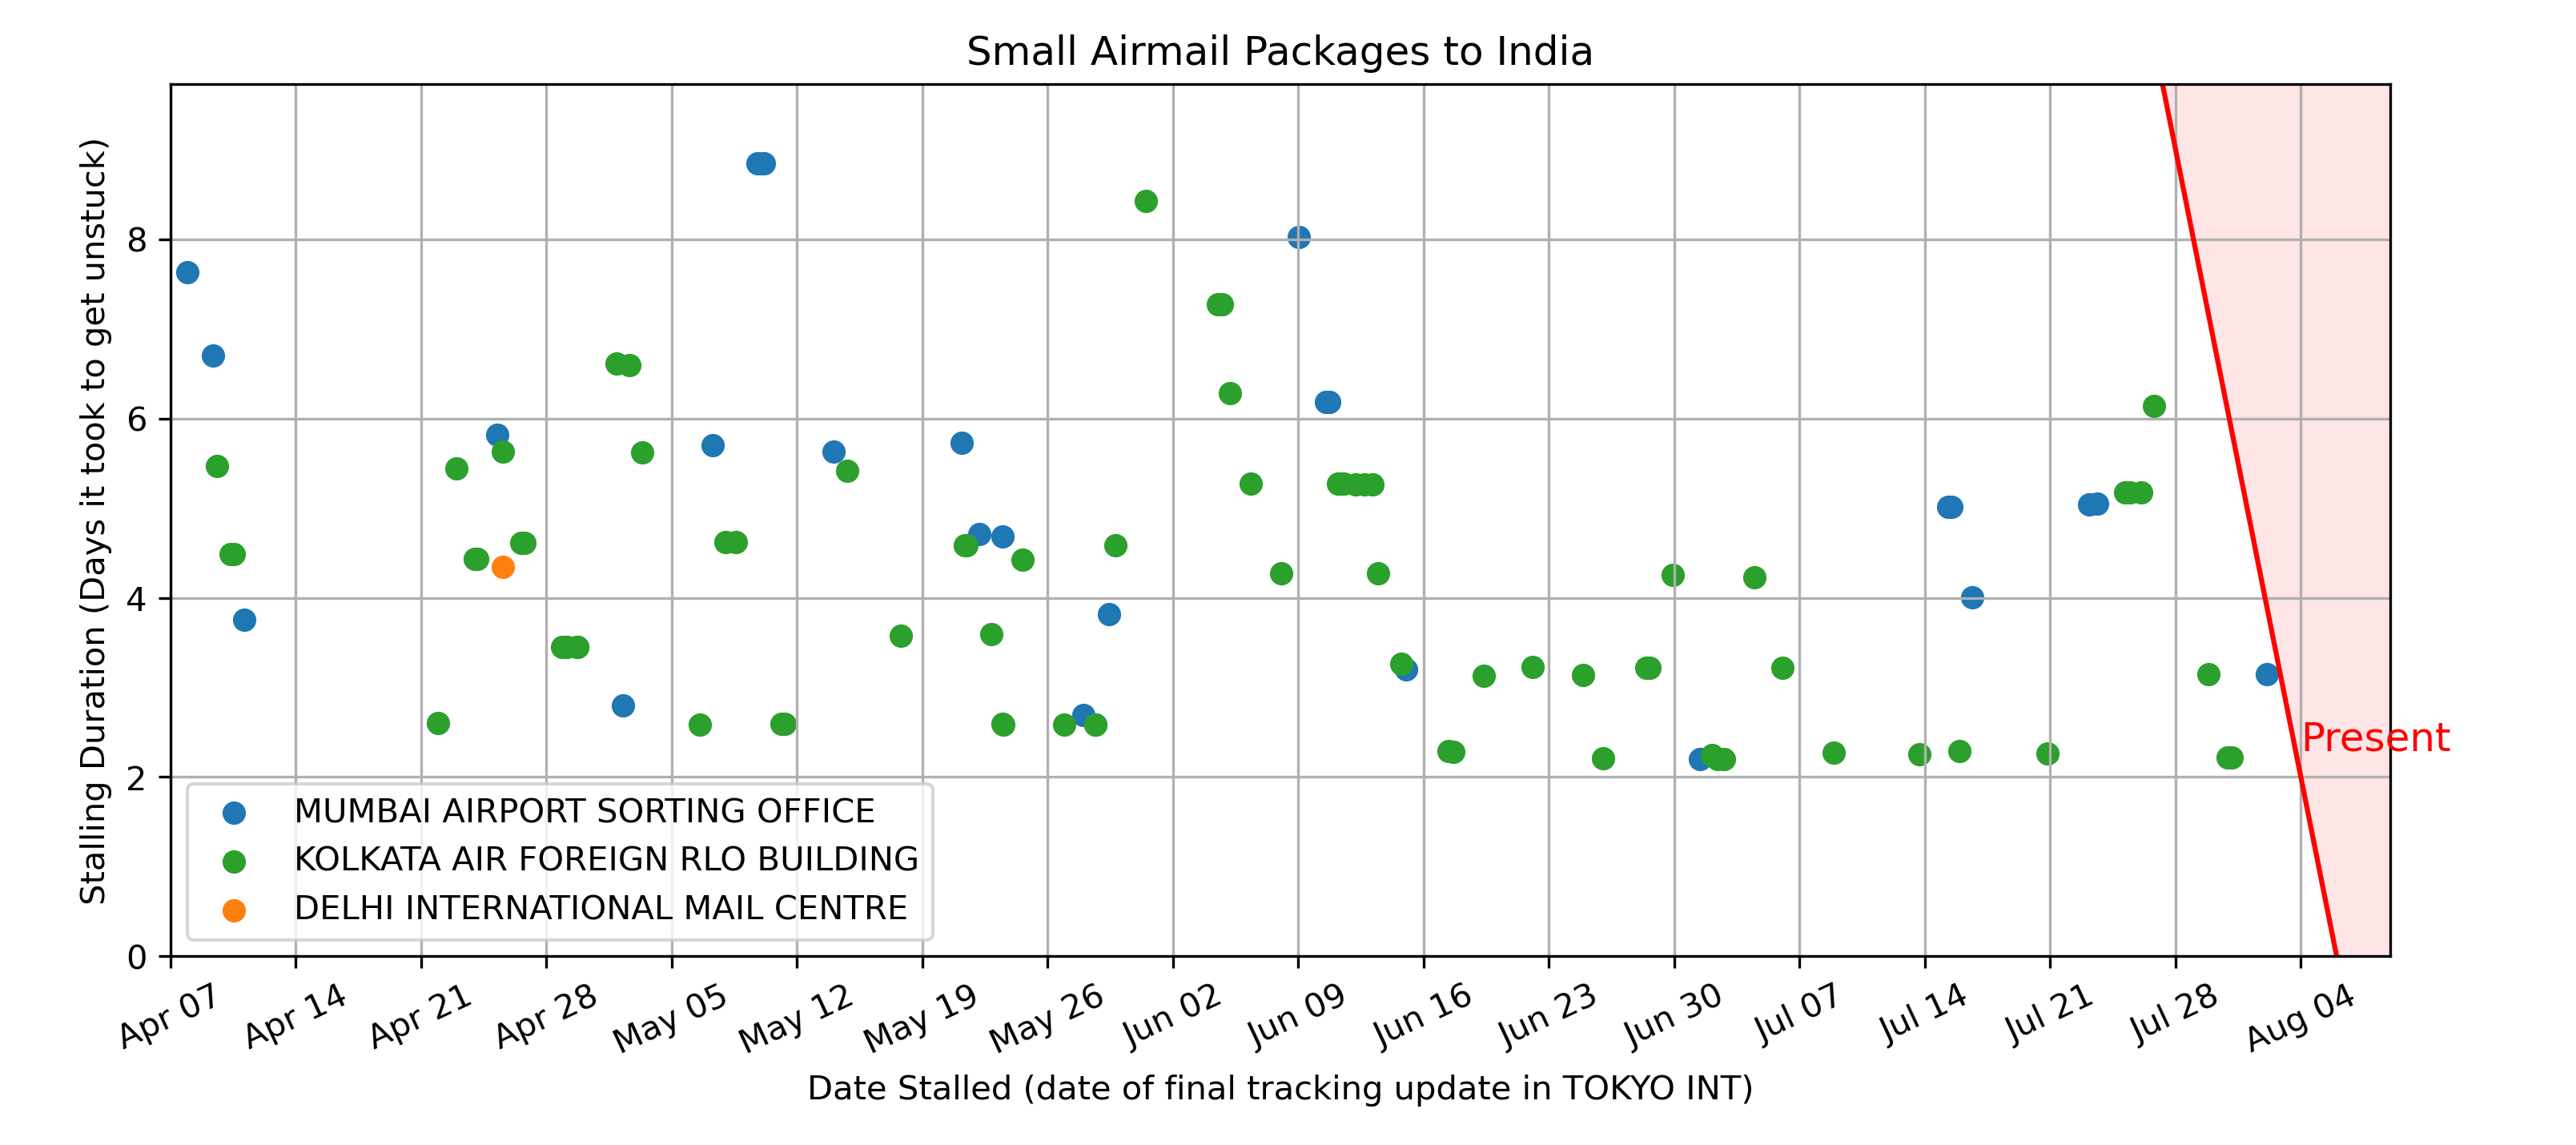 Small Airmail Packages to India
Stalling Duration (Days it took to get unstuck)
8
6
4
2
0
Present
MUMBAI AIRPORT SORTING OFFICE
KOLKATA AIR FOREIGN RLO BUILDING
DELHI INTERNATIONAL MAIL CENTRE
Apr 07
Apr 14
Apr 21
Apr 28
May 05
May 12
May 19
May 26
Jun 02
Jun 09
Jun 16
Jun 23
Jun 30
Jul 07
Jul 14
Jul 21
Jul 28
Aug 04
Date Stalled (date of final tracking update in TOKYO INT)